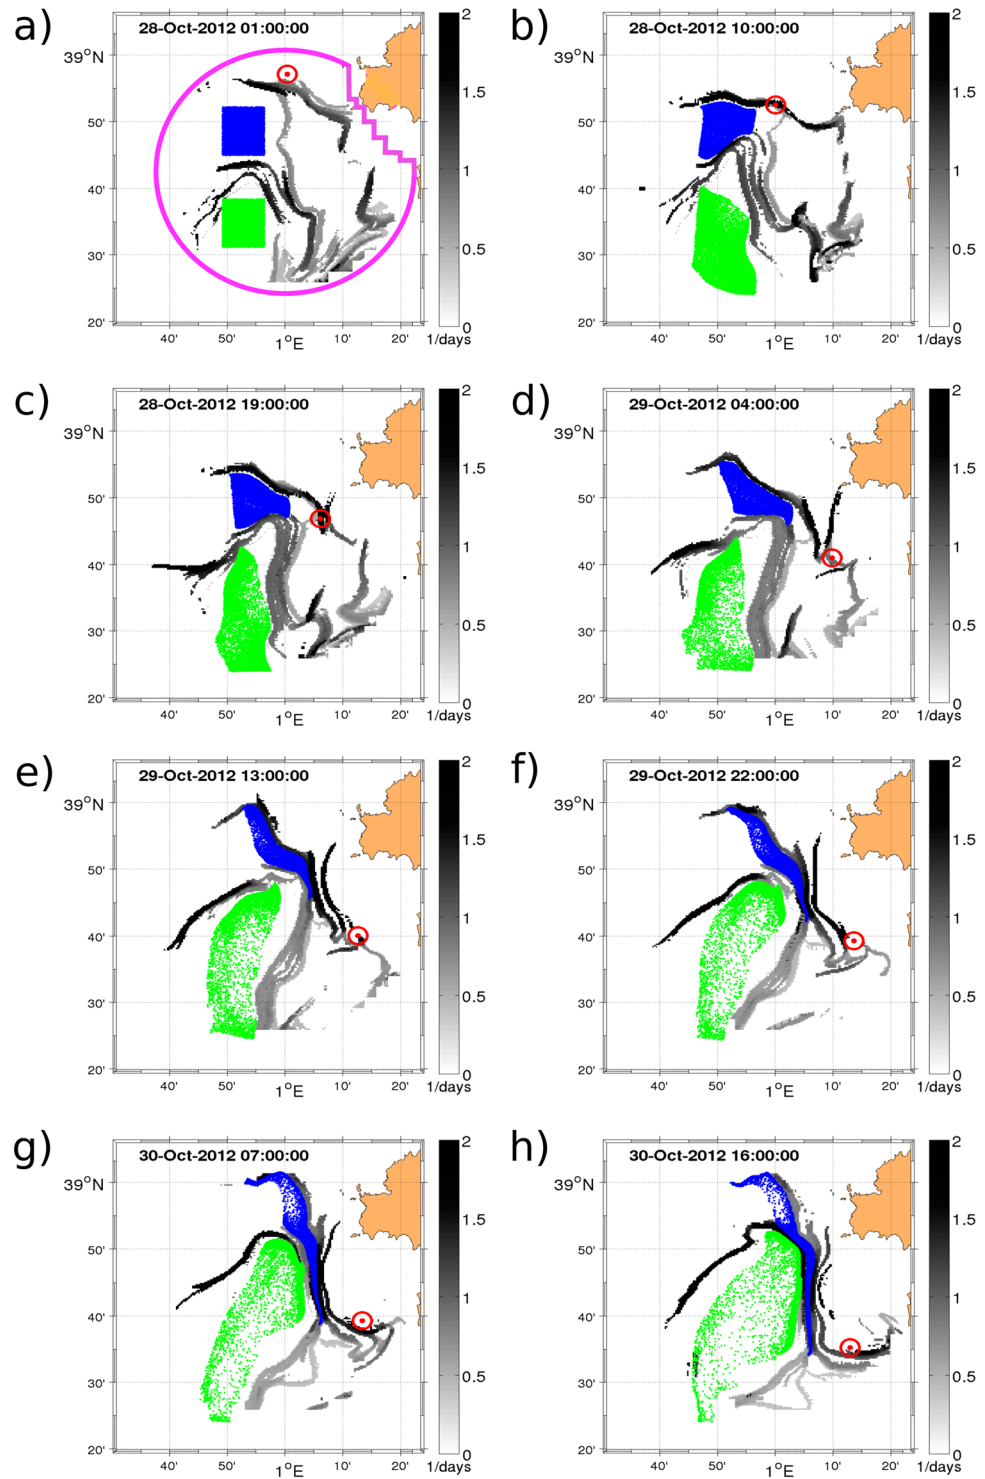 a)
28-Oct-2012 01:00:00
39°N
50'
40'
30'
20'
40'
50'
1°E
10'
20'
2
1.5
1
0.5
0
1/days
b)
28-Oct-2012 10:00:00
39°N
50'
40'
30'
20'
40'
50'
1°E
10'
20'
2
1.5
1
0.5
0
1/days
c)
28-Oct-2012 19:00:00
39°N
50'
40'
30'
20'
40'
50'
1°E
10'
20'
2
1.5
1
0.5
0
1/days
d)
29-Oct-2012 04:00:00
39°N
50'
40'
30'
20'
40'
50'
1°E
10'
20'
2
1.5
1
0.5
0
1/days
e)
29-Oct-2012 13:00:00
39°N
50'
40'
30'
20'
40'
50'
1°E
10'
20'
2
1.5
1
0.5
0
1/days
f)
29-Oct-2012 22:00:00
39°N
50'
40'
30'
20'
40'
50'
1°E
10'
20'
2
1.5
1
0.5
0
1/days
g)
30-Oct-2012 07:00:00
39°N
50'
40'
30'
20'
40'
50'
1°E
10'
20'
2
1.5
1
0.5
0
1/days
h)
30-Oct-2012 16:00:00
39°N
50'
40'
30'
20'
40'
50'
1°E
10'
20'
2
1.5
1
0.5
0
1/days